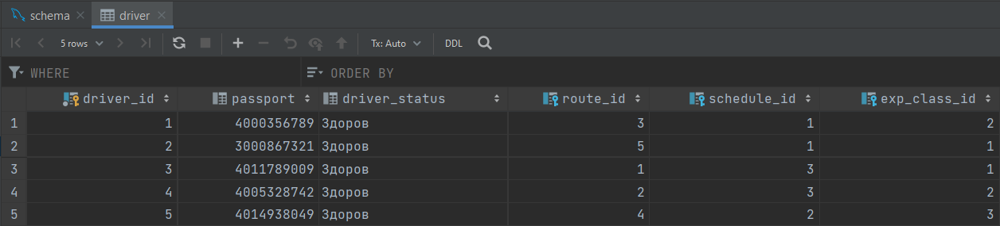 schema driver
5 rows Tx: Auto DDL
WHERE ORDER BY
driver_id passport driver_status route_id schedule_id exp_class_id
1 1 4000356789 Здоров 3 1 2
2 2 3000867321 Здоров 5 1 1
3 3 4011789009 Здоров 1 3 1
4 4 4005328742 Здоров 2 3 2
5 5 4014938049 Здоров 4 2 3